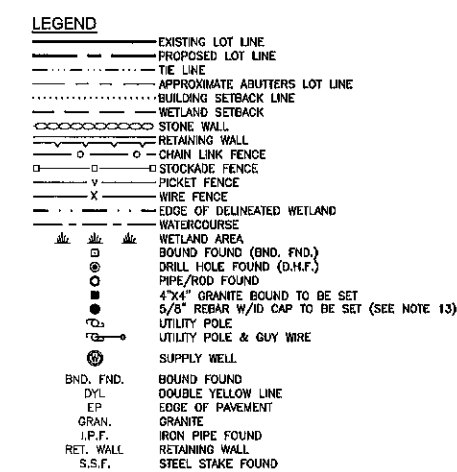 LEGEND
EXISTING LOT LINE
PROPOSED LOT LINE
TIE LINE
APPROXIMATE ABUTTERS LOT LINE
BUILDING SETBACK LINE
WETLAND SETBACK
STONE WALL
RETAINING WALL
CHAIN LINK FENCE
STOCKADE FENCE
V PICKET FENCE
X WIRE FENCE
EDGE OF DELINEATED WETLAND
WATERCOURSE
WETLAND AREA
BOUND FOUND (BND. FND.)
DRILL HOLE FOUND (D.H.F.)
PIPE/ROD FOUND
4"X4" GRANITE BOUND TO BE SET
5/8" REBAR W/ID CAP TO BE SET (SEE NOTE 13)
UTILITY POLE
UTILITY POLE & GUY WIRE
W SUPPLY WELL
BND. FND. BOUND FOUND
DYL DOUBLE YELLOW LINE
EP EDGE OF PAVEMENT
GRAN. GRANITE
I.P.F. IRON PIPE FOUND
RET. WALL RETAINING WALL
S.S.F. STEEL STAKE FOUND